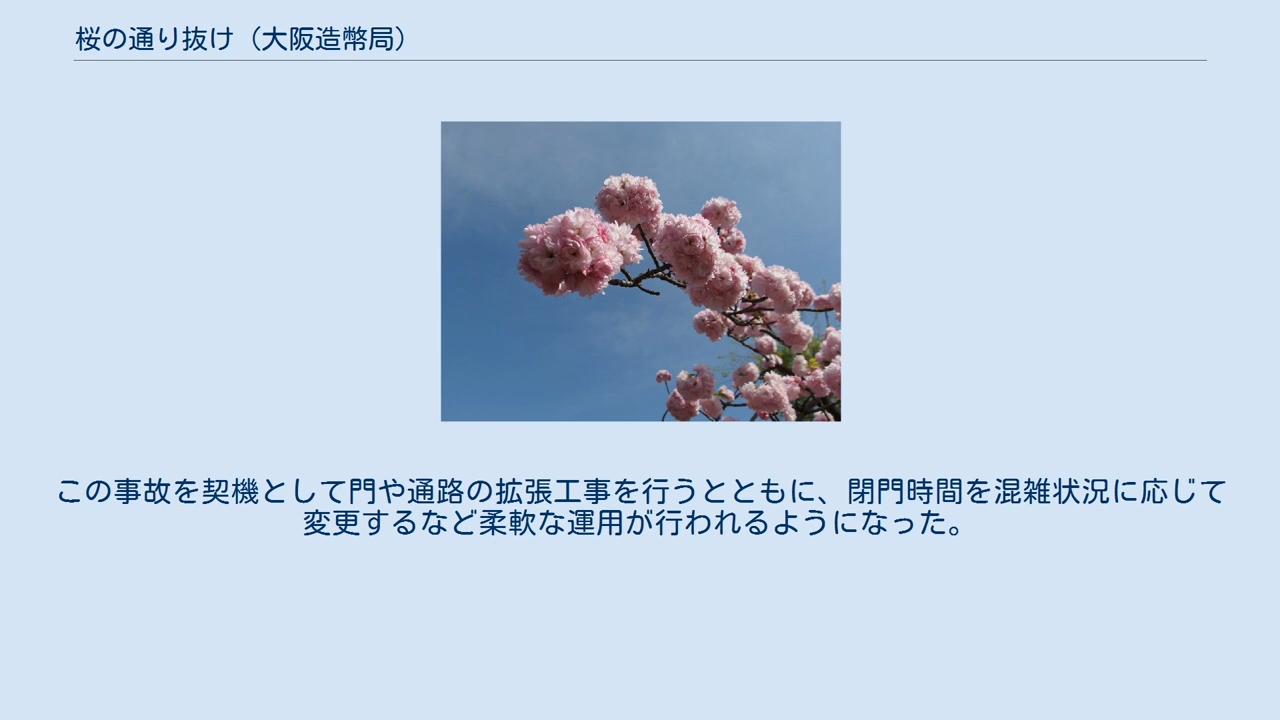 桜の通り抜け（大阪造幣局）
この事故を契機として門や通路の拡張工事を行うとともに、閉門時間を混雑状況に応じて
変更するなど柔軟な運用が行われるようになった。